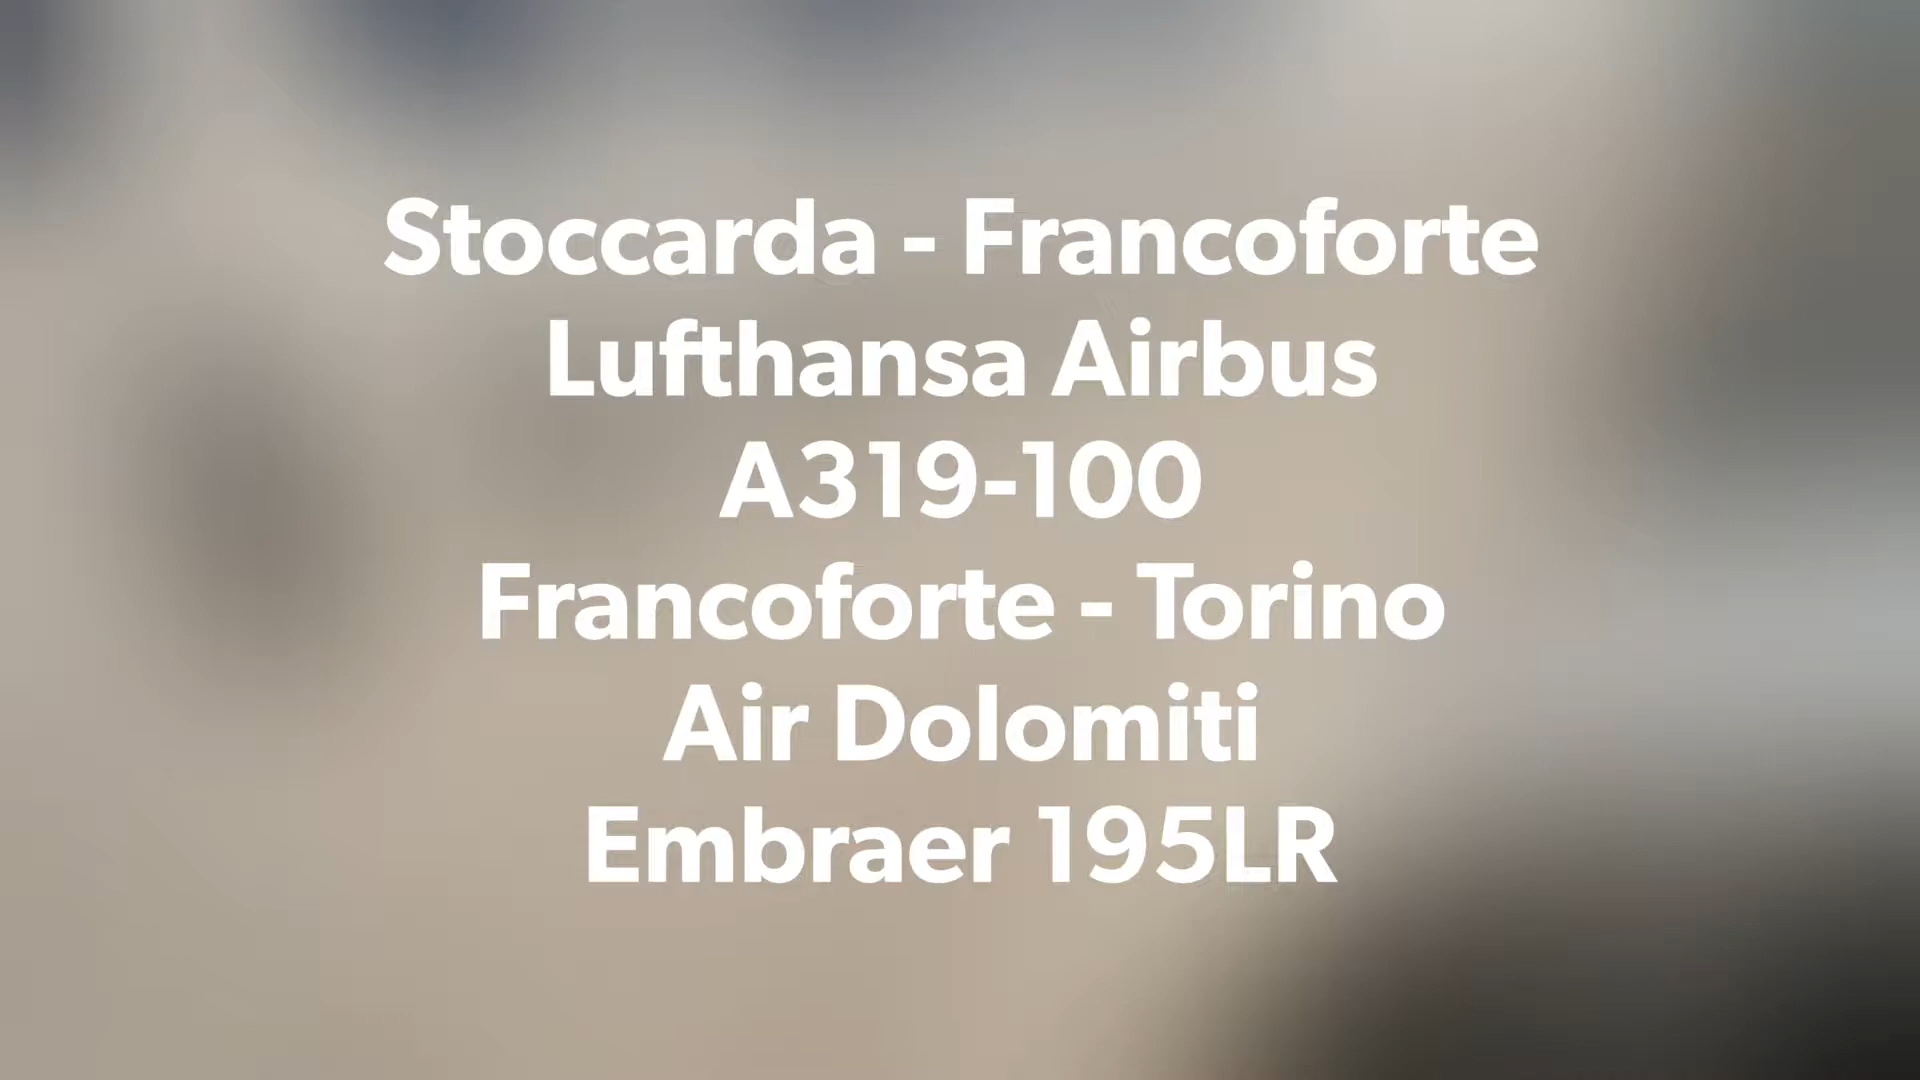 Stoccarda - Francoforte
Lufthansa Airbus
A319-100
Francoforte - Torino
Air Dolomiti
Embraer 195LR